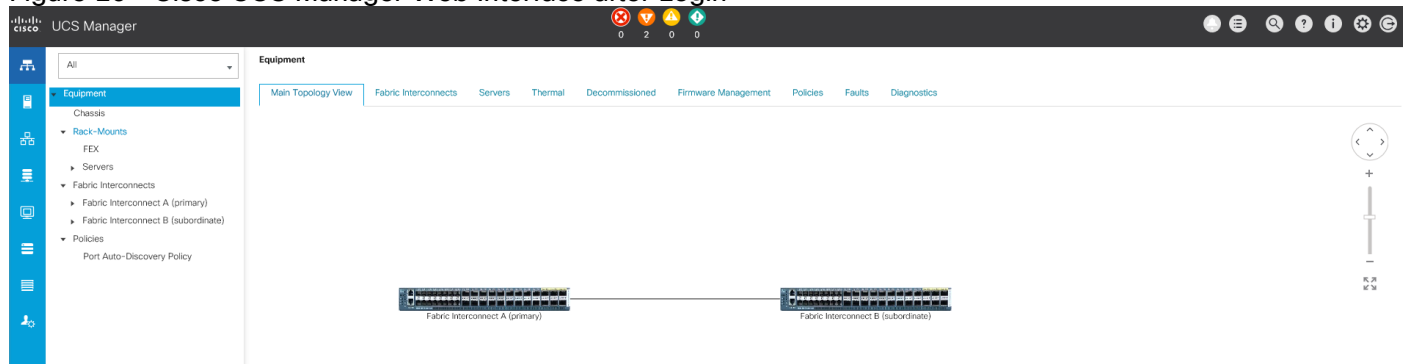 Figure 26 Cisco UCS Manager Web Interface after Login
cisco UCS Manager
0 2 0 0
All
Equipment
Chassis
Rack-Mounts
FEX
Servers
Fabric Interconnects
Fabric Interconnect A (primary)
Fabric Interconnect B (subordinate)
Policies
Port Auto-Discovery Policy
Equipment
Main Topology View Fabric Interconnects Servers Thermal Decommissioned Firmware Management Policies Faults Diagnostics
Fabric Interconnect A (primary) Fabric Interconnect B (subordinate)